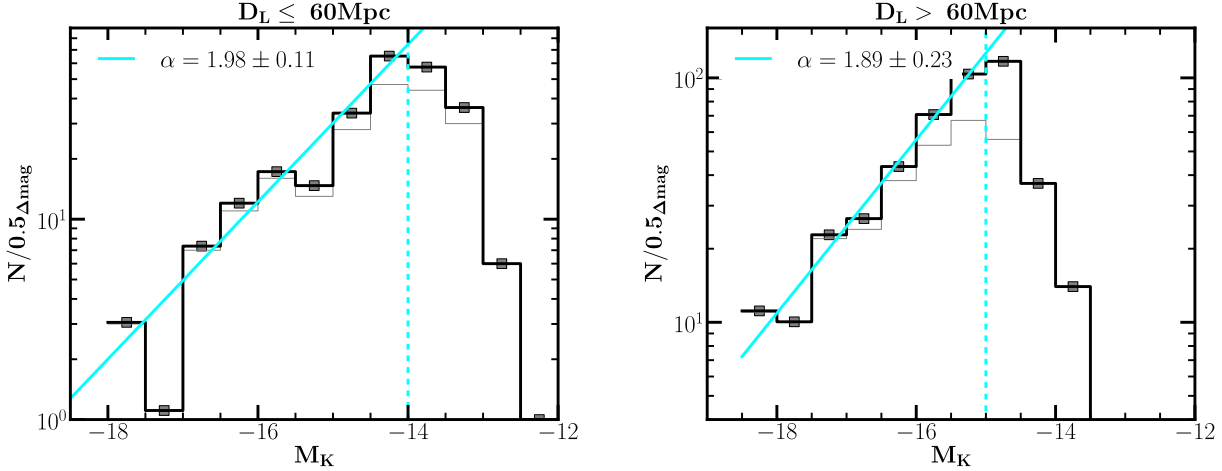 D_L ≤ 60Mpc
α = 1.98 ± 0.11
10^1
10^0
N/0.5_Δmag
−18 −16 −14 −12
M_K
D_L > 60Mpc
α = 1.89 ± 0.23
10^2
10^1
N/0.5_Δmag
−18 −16 −14 −12
M_K